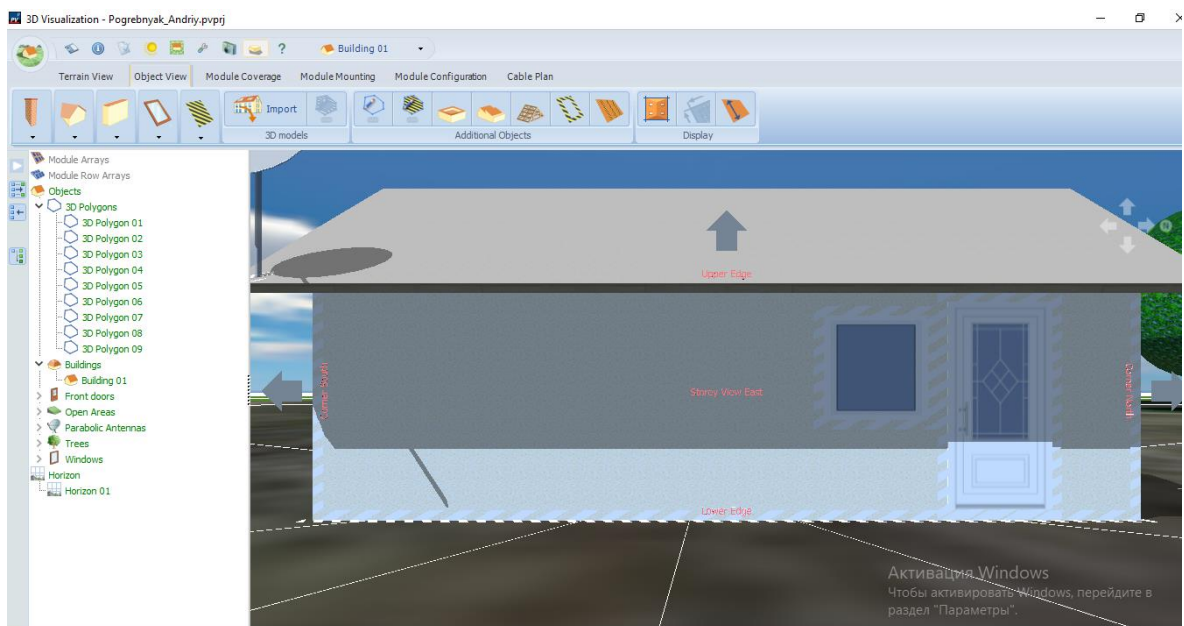 3D Visualization - Pogrebnyak_Andriy.pvprj
Building 01
Terrain View Object View Module Coverage Module Mounting Module Configuration Cable Plan
Import
3D models Additional Objects Display
Module Arrays
Module Row Arrays
Objects
3D Polygons
3D Polygon 01
3D Polygon 02
3D Polygon 03
3D Polygon 04
3D Polygon 05
3D Polygon 06
3D Polygon 07
3D Polygon 08
3D Polygon 09
Buildings
Building 01
Front doors
Open Areas
Parabolic Antennas
Trees
Windows
Horizon
Horizon 01
N
Upper Edge
Corner South
Storey View East
Corner North
Lower Edge
Активация Windows
Чтобы активировать Windows, перейдите в
раздел "Параметры".